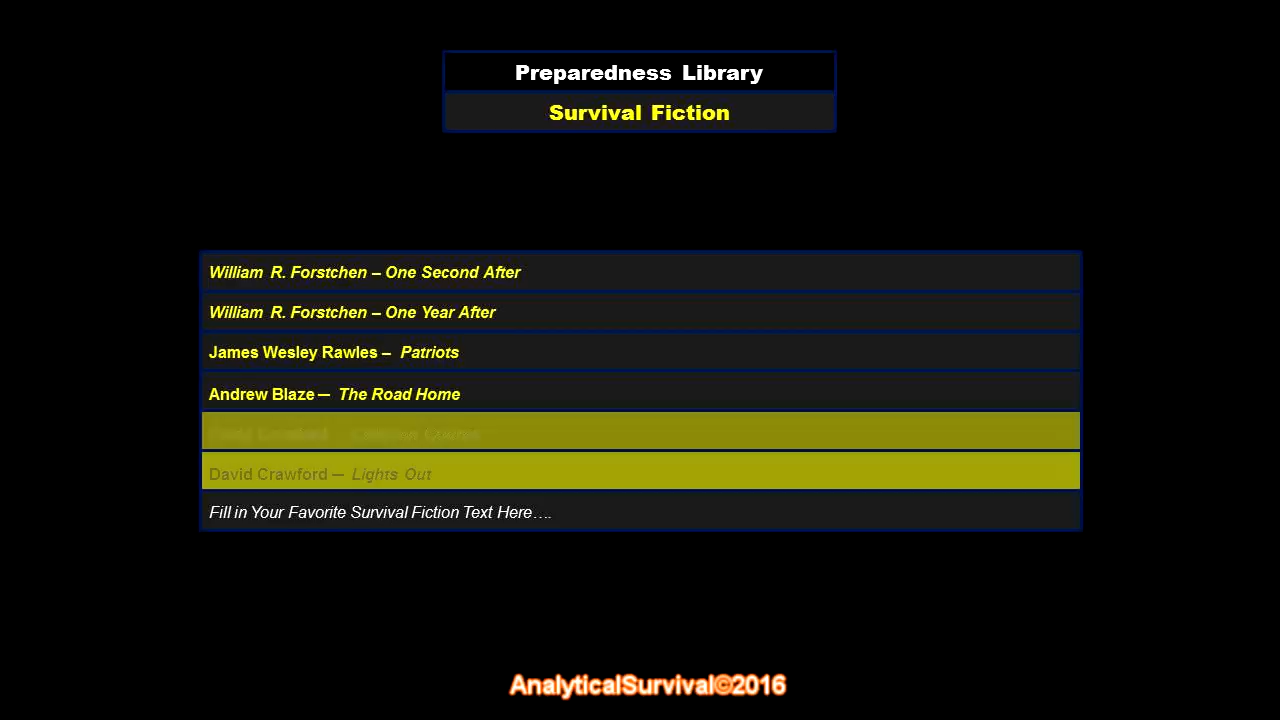 Preparedness Library
Survival Fiction
William R. Forstchen – One Second After
William R. Forstchen – One Year After
James Wesley Rawles – Patriots
Andrew Blaze — The Road Home
David Crawford — Lights Out
Fill in Your Favorite Survival Fiction Text Here….
AnalyticalSurvival©2016